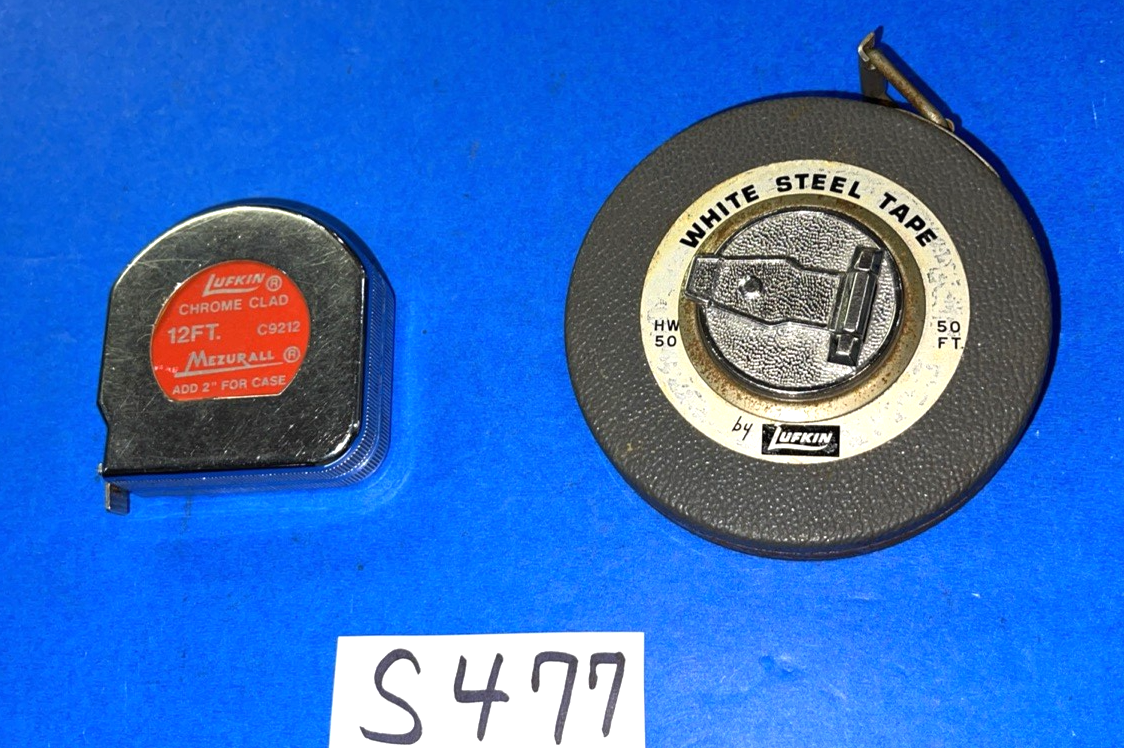 LUFKIN ®
CHROME CLAD
12FT. C9212
MEZURALL ®
ADD 2" FOR CASE
WHITE STEEL TAPE
HW
50
50
FT.
by LUFKIN
S477